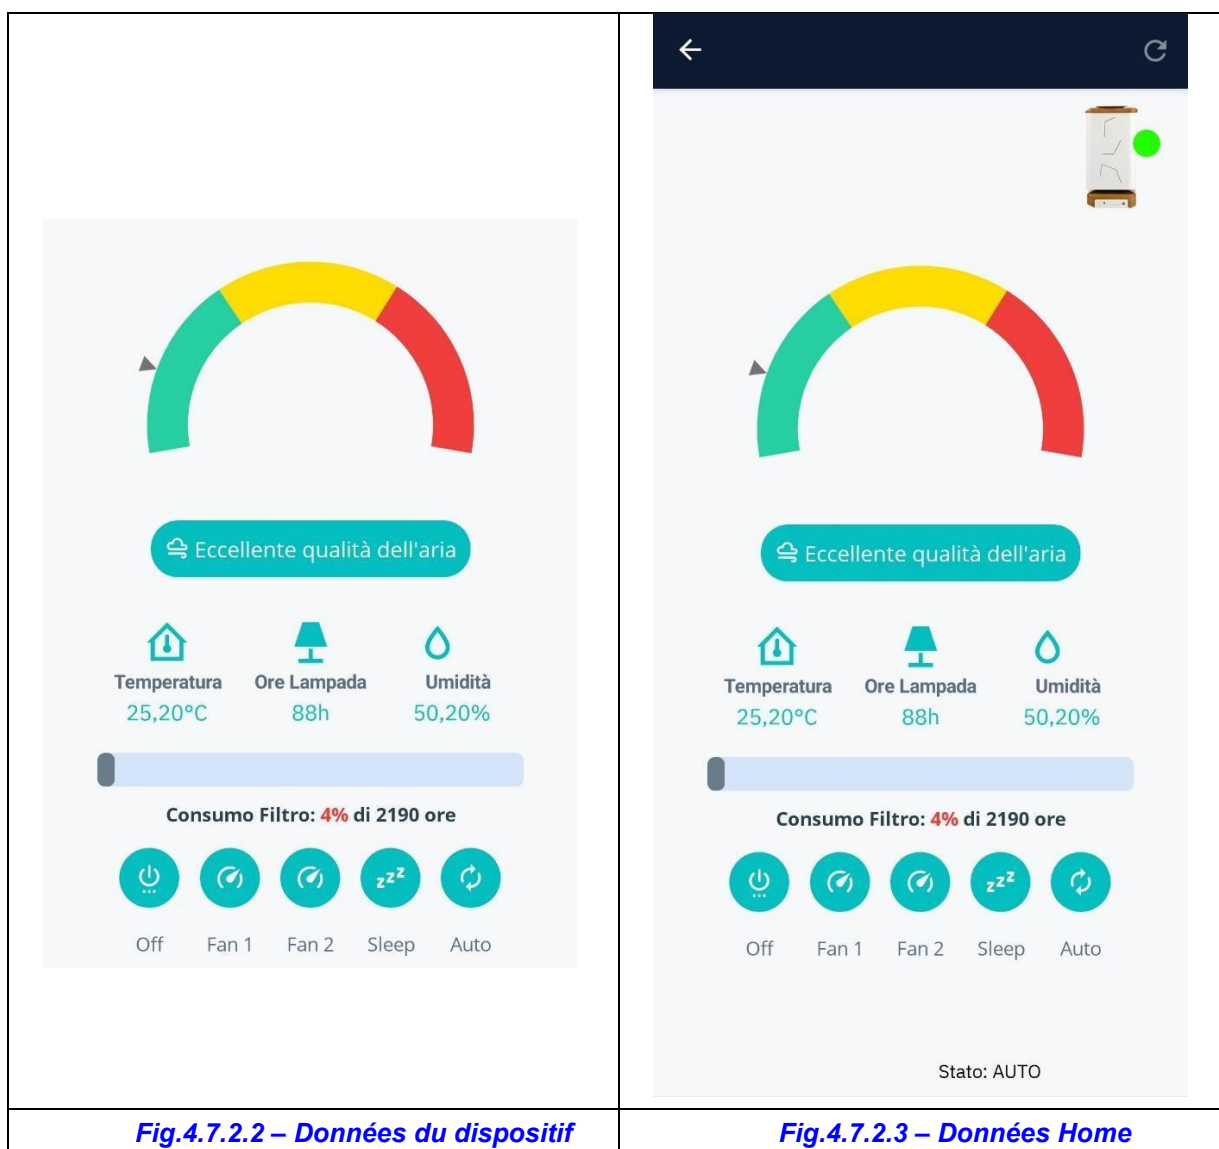 Eccellente qualità dell'aria
Temperatura Ore Lampada Umidità
25,20°C 88h 50,20%
Consumo Filtro: 4% di 2190 ore
zzz
Off Fan 1 Fan 2 Sleep Auto
Fig.4.7.2.2 – Données du dispositif
Eccellente qualità dell'aria
Temperatura Ore Lampada Umidità
25,20°C 88h 50,20%
Consumo Filtro: 4% di 2190 ore
zzz
Off Fan 1 Fan 2 Sleep Auto
Stato: AUTO
Fig.4.7.2.3 – Données Home